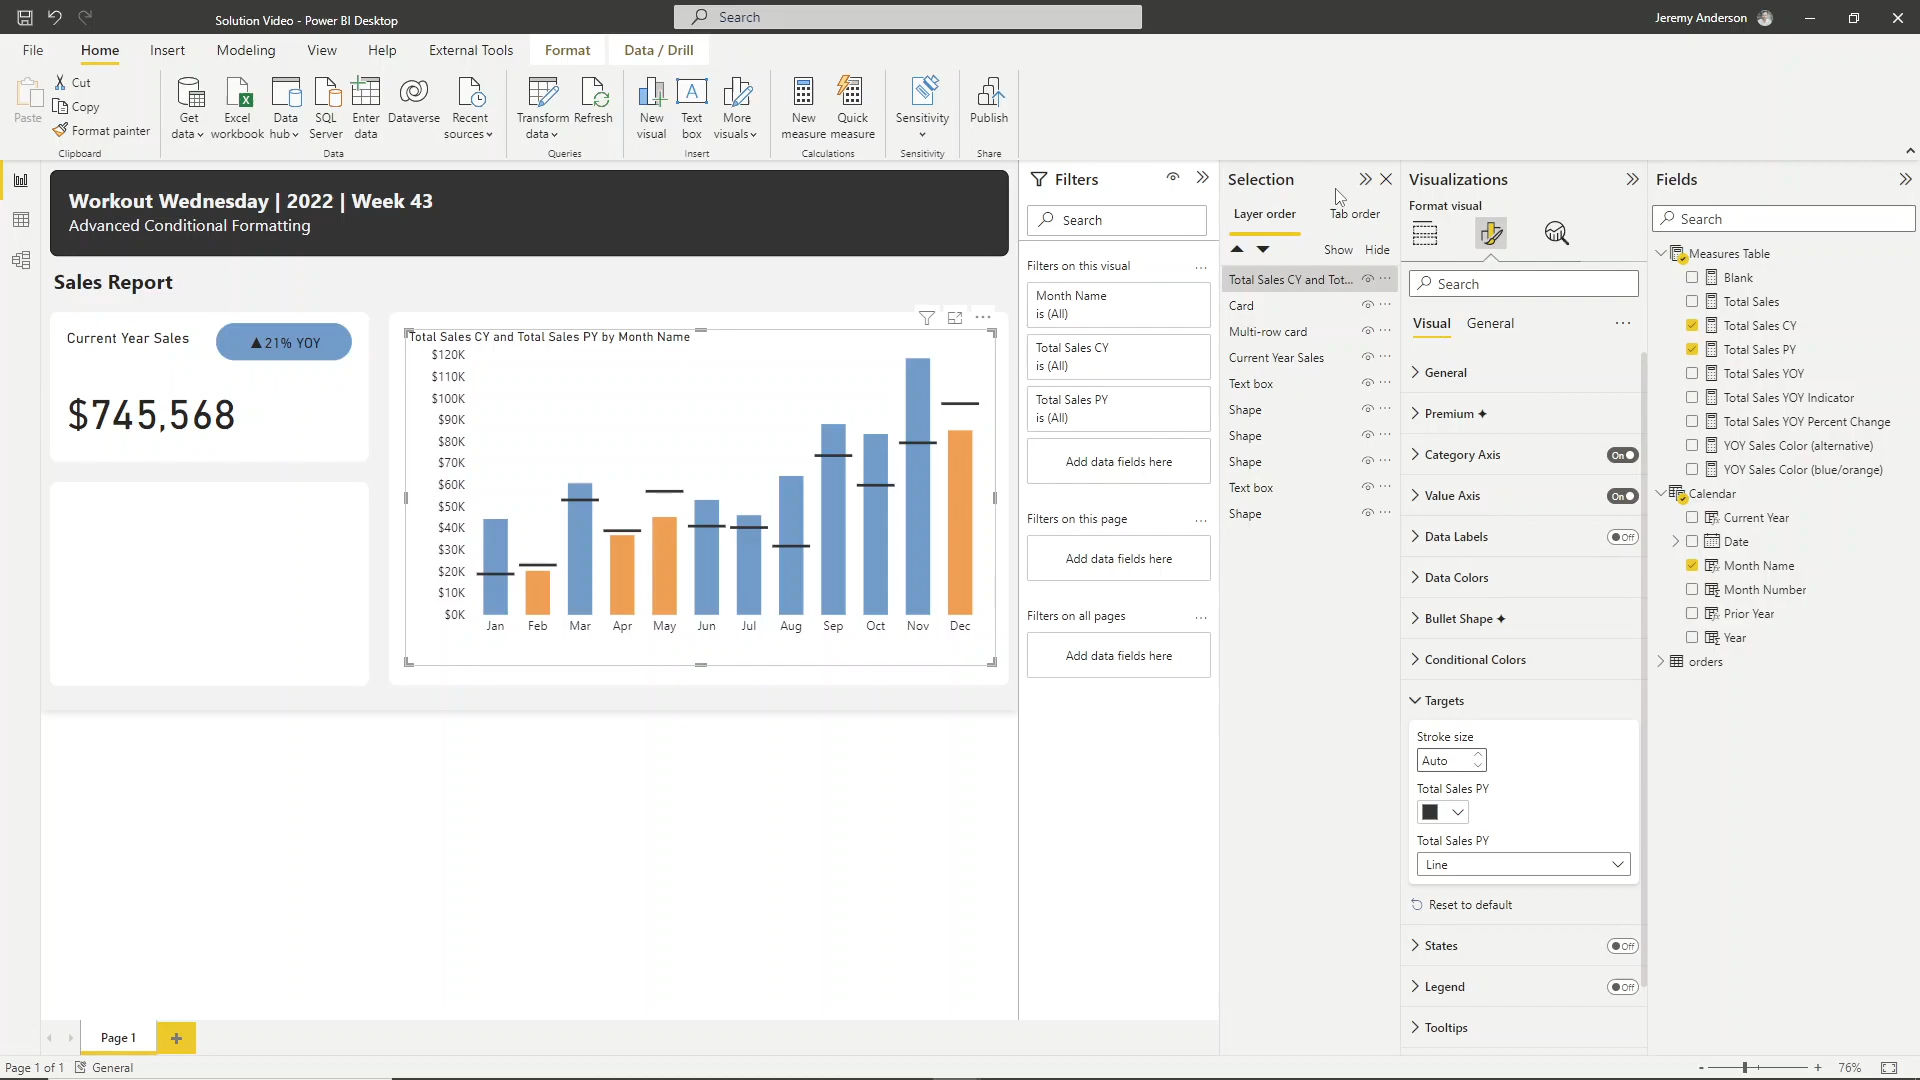 Solution Video - Power BI Desktop
Search
Jeremy Anderson
File
Home
Insert
Modeling
View
Help
External Tools
Format
Data / Drill
Paste
Cut
Copy
Format painter
Clipboard
Get data
Excel workbook
Data hub
SQL Server
Enter data
Dataverse
Recent sources
Data
Transform data
Refresh
Queries
New visual
Text box
More visuals
Insert
New measure
Quick measure
Calculations
Sensitivity
Sensitivity
Publish
Share
Workout Wednesday | 2022 | Week 43
Advanced Conditional Formatting
Sales Report
Current Year Sales
▲21% YOY
$745,568
Total Sales CY and Total Sales PY by Month Name
$120K
$110K
$100K
$90K
$80K
$70K
$60K
$50K
$40K
$30K
$20K
$10K
$0K
Jan
Feb
Mar
Apr
May
Jun
Jul
Aug
Sep
Oct
Nov
Dec
Filters
Search
Filters on this visual
Month Name
is (All)
Total Sales CY
is (All)
Total Sales PY
is (All)
Add data fields here
Filters on this page
Add data fields here
Filters on all pages
Add data fields here
Selection
Layer order
Tab order
Show
Hide
Total Sales CY and Tot...
Card
Multi-row card
Current Year Sales
Text box
Shape
Shape
Shape
Text box
Shape
Visualizations
Format visual
Search
Visual
General
General
Premium ✦
Category Axis
On
Value Axis
On
Data Labels
Off
Data Colors
Bullet Shape ✦
Conditional Colors
Targets
Stroke size
Auto
Total Sales PY
Total Sales PY
Line
Reset to default
States
Off
Legend
Off
Tooltips
Fields
Search
Measures Table
Blank
Total Sales
Total Sales CY
Total Sales PY
Total Sales YOY
Total Sales YOY Indicator
Total Sales YOY Percent Change
YOY Sales Color (alternative)
YOY Sales Color (blue/orange)
Calendar
Current Year
Date
Month Name
Month Number
Prior Year
Year
orders
Page 1
Page 1 of 1
General
76%